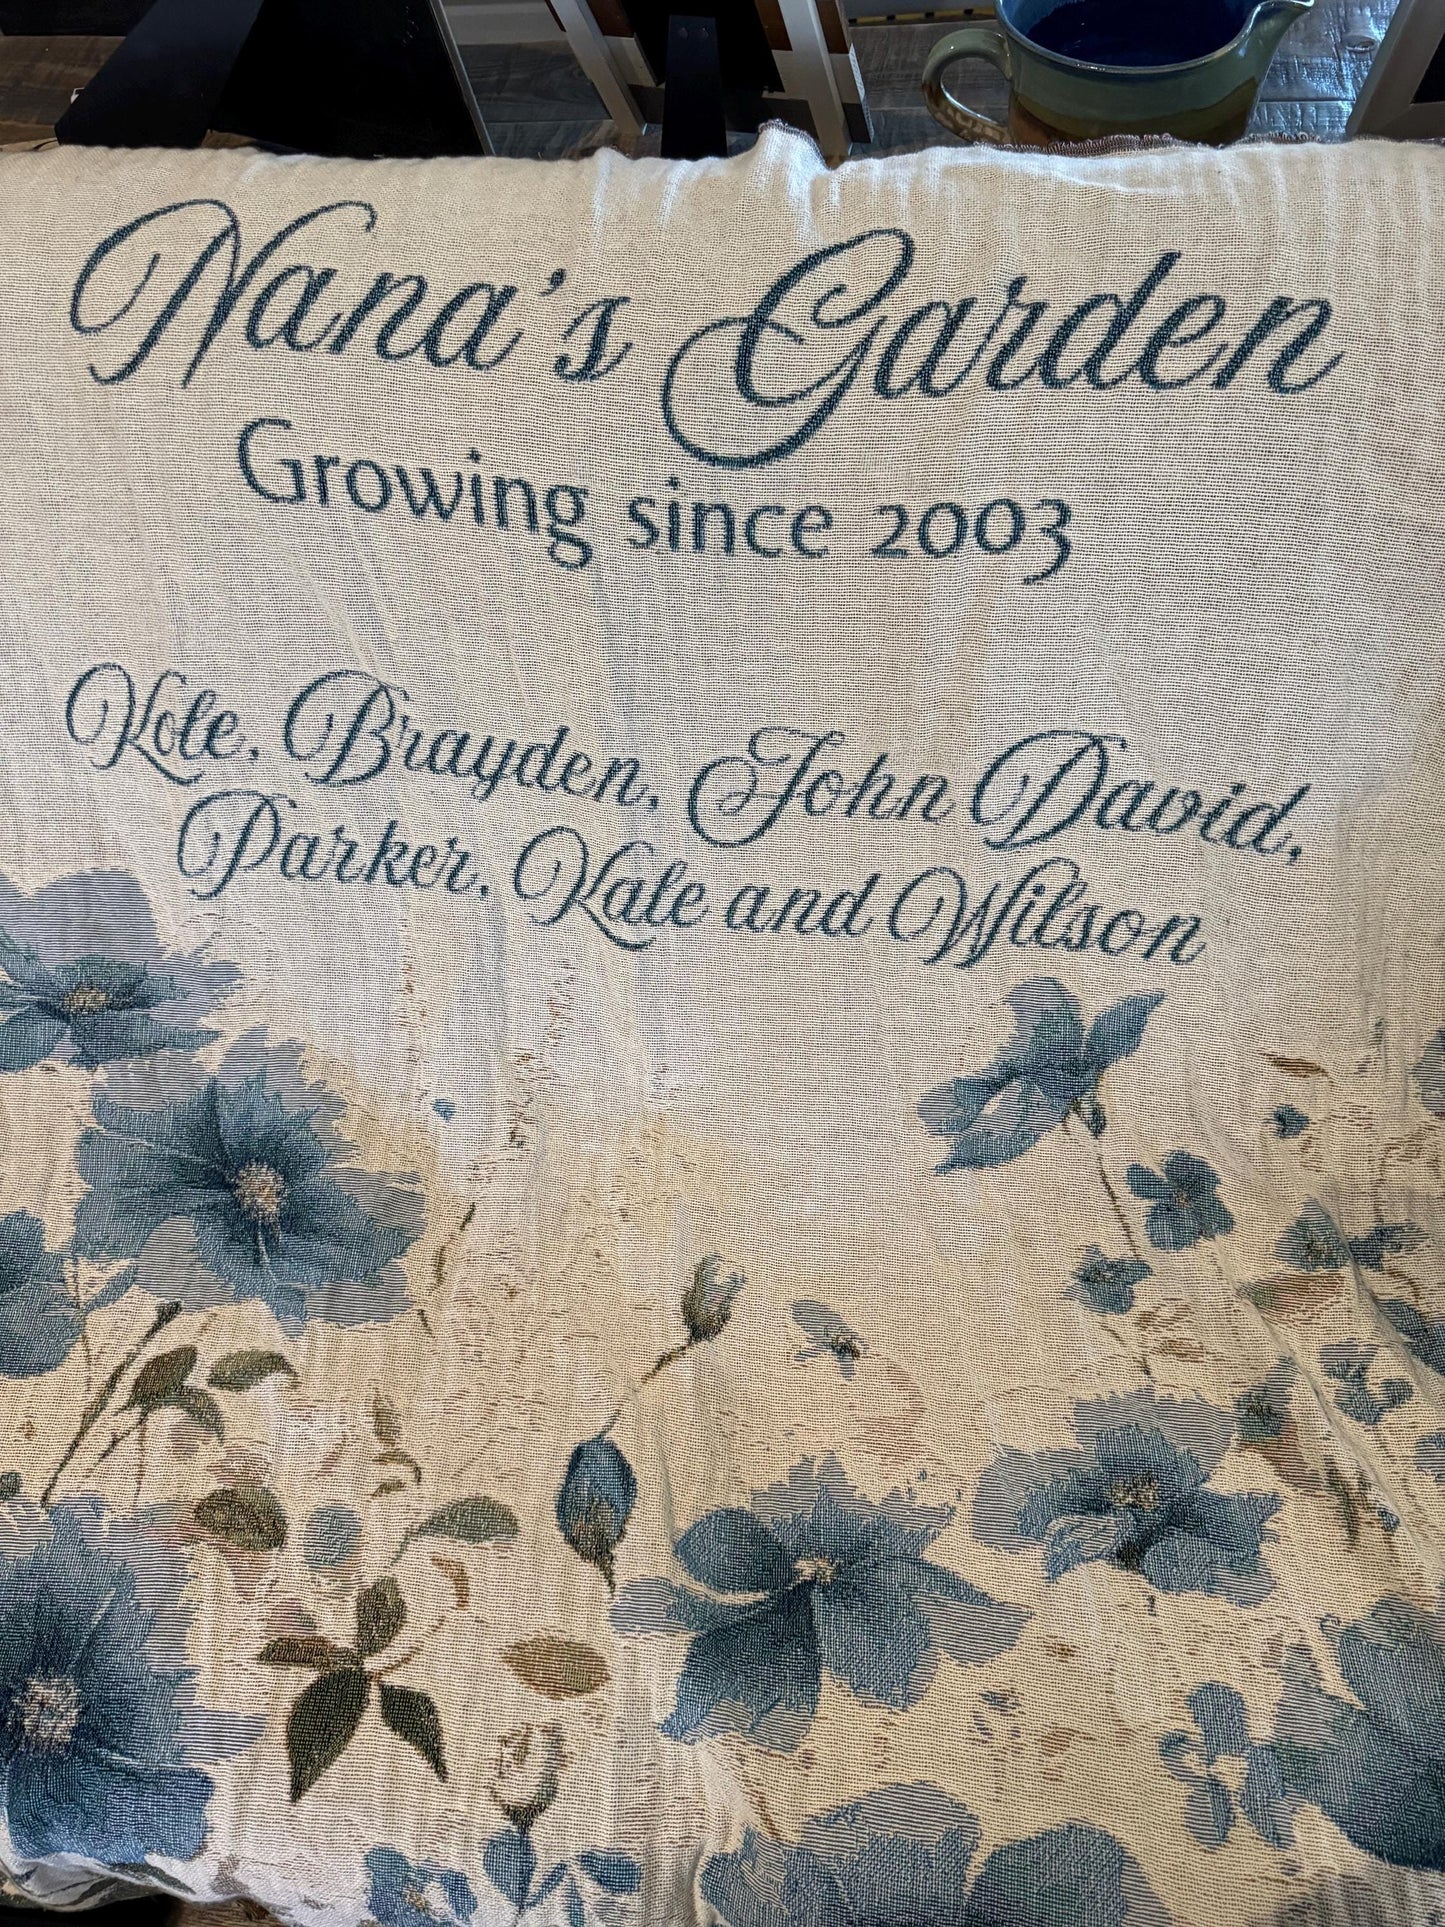 Nana's Garden
Growing since 2003
Kole, Brayden, John David,
Parker, Kate and Wilson